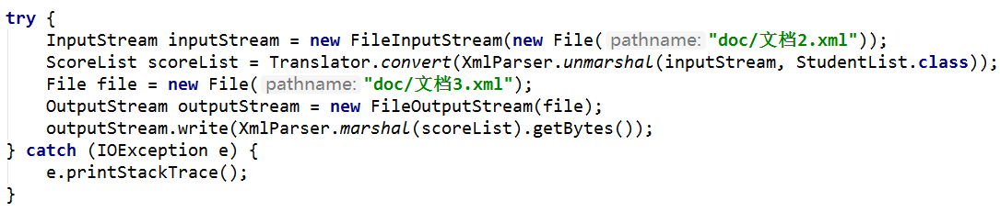 try {
    InputStream inputStream = new FileInputStream(new File( pathname: "doc/文档2.xml"));
    ScoreList scoreList = Translator.convert(XmlParser.unmarshal(inputStream, StudentList.class));
    File file = new File( pathname: "doc/文档3.xml");
    OutputStream outputStream = new FileOutputStream(file);
    outputStream.write(XmlParser.marshal(scoreList).getBytes());
} catch (IOException e) {
    e.printStackTrace();
}